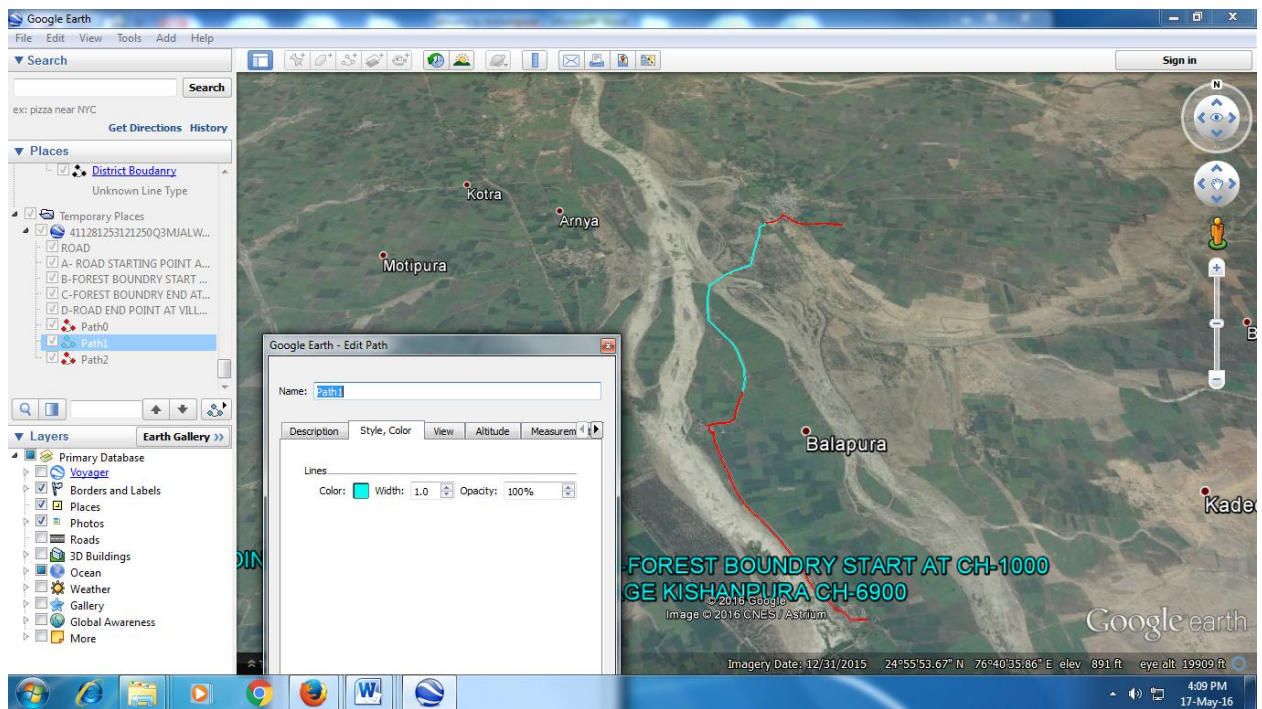 Google Earth
File Edit View Tools Add Help
▼ Search
Search
ex: pizza near NYC
Get Directions History
▼ Places
District Boudanry
Unknown Line Type
Temporary Places
411281253121250Q3MJALW...
ROAD
A- ROAD STARTING POINT A...
B-FOREST BOUNDRY START ...
C-FOREST BOUNDRY END AT...
D-ROAD END POINT AT VILL...
Path0
Path1
Path2
▼ Layers
Earth Gallery >>
Primary Database
Voyager
Borders and Labels
Places
Photos
Roads
3D Buildings
Ocean
Weather
Gallery
Global Awareness
More
Sign in
N
Kotra
Arnya
Motipura
Balapura
Kade
B
Google Earth - Edit Path
Name: Path1
Description Style, Color View Altitude Measurem
Lines
Color: Width: 1.0 Opacity: 100%
DIN
-FOREST BOUNDRY START AT CH-1000
GE KISHANPURA CH-6900
© 2016 Google
Image © 2016 CNES / Astrium
Google earth
Imagery Date: 12/31/2015 24°55'53.67" N 76°40'35.86" E elev 891 ft eye alt 19909 ft
4:09 PM
17-May-16